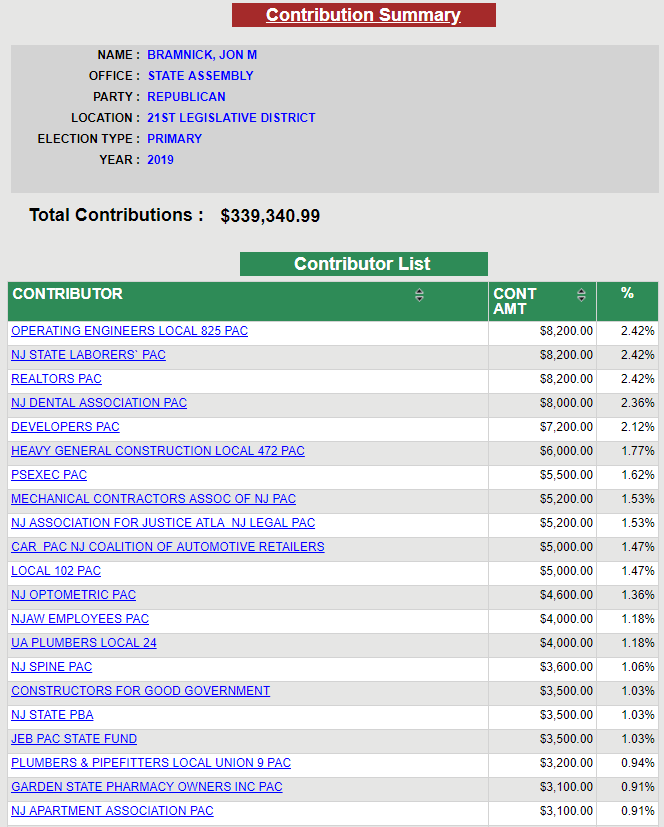 Contribution Summary
NAME : BRAMNICK, JON M
OFFICE : STATE ASSEMBLY
PARTY : REPUBLICAN
LOCATION : 21ST LEGISLATIVE DISTRICT
ELECTION TYPE : PRIMARY
YEAR : 2019
Total Contributions : $339,340.99
Contributor List
CONTRIBUTOR CONT AMT %
OPERATING ENGINEERS LOCAL 825 PAC $8,200.00 2.42%
NJ STATE LABORERS` PAC $8,200.00 2.42%
REALTORS PAC $8,200.00 2.42%
NJ DENTAL ASSOCIATION PAC $8,000.00 2.36%
DEVELOPERS PAC $7,200.00 2.12%
HEAVY GENERAL CONSTRUCTION LOCAL 472 PAC $6,000.00 1.77%
PSEXEC PAC $5,500.00 1.62%
MECHANICAL CONTRACTORS ASSOC OF NJ PAC $5,200.00 1.53%
NJ ASSOCIATION FOR JUSTICE ATLA NJ LEGAL PAC $5,200.00 1.53%
CAR PAC NJ COALITION OF AUTOMOTIVE RETAILERS $5,000.00 1.47%
LOCAL 102 PAC $5,000.00 1.47%
NJ OPTOMETRIC PAC $4,600.00 1.36%
NJAW EMPLOYEES PAC $4,000.00 1.18%
UA PLUMBERS LOCAL 24 $4,000.00 1.18%
NJ SPINE PAC $3,600.00 1.06%
CONSTRUCTORS FOR GOOD GOVERNMENT $3,500.00 1.03%
NJ STATE PBA $3,500.00 1.03%
JEB PAC STATE FUND $3,500.00 1.03%
PLUMBERS & PIPEFITTERS LOCAL UNION 9 PAC $3,200.00 0.94%
GARDEN STATE PHARMACY OWNERS INC PAC $3,100.00 0.91%
NJ APARTMENT ASSOCIATION PAC $3,100.00 0.91%